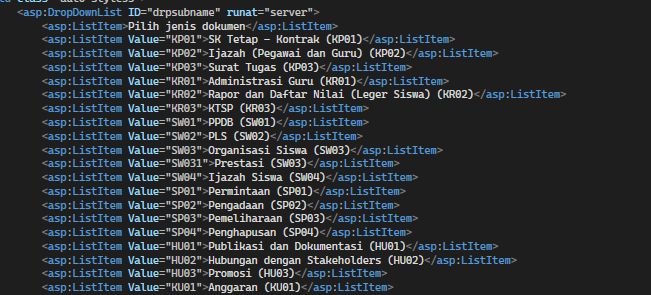 <asp:DropDownList ID="drpsubname" runat="server">
<asp:ListItem>Pilih jenis dokumen</asp:ListItem>
<asp:ListItem Value="KP01">SK Tetap - Kontrak (KP01)</asp:ListItem>
<asp:ListItem Value="KP02">Ijazah (Pegawai dan Guru) (KP02)</asp:ListItem>
<asp:ListItem Value="KP03">Surat Tugas (KP03)</asp:ListItem>
<asp:ListItem Value="KR01">Administrasi Guru (KR01)</asp:ListItem>
<asp:ListItem Value="KR02">Rapor dan Daftar Nilai (Leger Siswa) (KR02)</asp:ListItem>
<asp:ListItem Value="KR03">KTSP (KR03)</asp:ListItem>
<asp:ListItem Value="SW01">PPDB (SW01)</asp:ListItem>
<asp:ListItem Value="SW02">PLS (SW02)</asp:ListItem>
<asp:ListItem Value="SW03">Organisasi Siswa (SW03)</asp:ListItem>
<asp:ListItem Value="SW031">Prestasi (SW03)</asp:ListItem>
<asp:ListItem Value="SW04">Ijazah Siswa (SW04)</asp:ListItem>
<asp:ListItem Value="SP01">Permintaan (SP01)</asp:ListItem>
<asp:ListItem Value="SP02">Pengadaan (SP02)</asp:ListItem>
<asp:ListItem Value="SP03">Pemeliharaan (SP03)</asp:ListItem>
<asp:ListItem Value="SP04">Penghapusan (SP04)</asp:ListItem>
<asp:ListItem Value="HU01">Publikasi dan Dokumentasi (HU01)</asp:ListItem>
<asp:ListItem Value="HU02">Hubungan dengan Stakeholders (HU02)</asp:ListItem>
<asp:ListItem Value="HU03">Promosi (HU03)</asp:ListItem>
<asp:ListItem Value="KU01">Anggaran (KU01)</asp:ListItem>